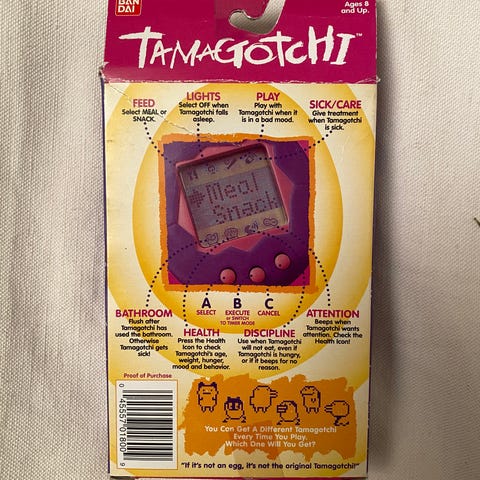 BAN
DAI
Ages 8
and Up.
TAMAGOTCHI™
FEED
Select MEAL or
SNACK.
LIGHTS
Select OFF when
Tamagotchi falls
asleep.
PLAY
Play with
Tamagotchi when it
is in a bad mood.
SICK/CARE
Give treatment
when Tamagotchi
is sick.
Meal
Snack
A
SELECT
B
EXECUTE
or SWITCH
TO TIMER MODE
C
CANCEL
BATHROOM
Flush after
Tamagotchi has
used the bathroom.
Otherwise
Tamagotchi gets
sick!
HEALTH
Press the Health
Icon to check
Tamagotchi's age,
weight, hunger,
mood and behavior.
DISCIPLINE
Use when Tamagotchi
will not eat, even if
Tamagotchi is hungry,
or if it beeps for no
reason.
ATTENTION
Beeps when
Tamagotchi wants
attention. Check the
Health Icon!
Proof of Purchase
0 45557 01800 9
You Can Get A Different Tamagotchi
Every Time You Play.
Which One Will You Get?
"If it's not an egg, it's not the original Tamagotchi!"